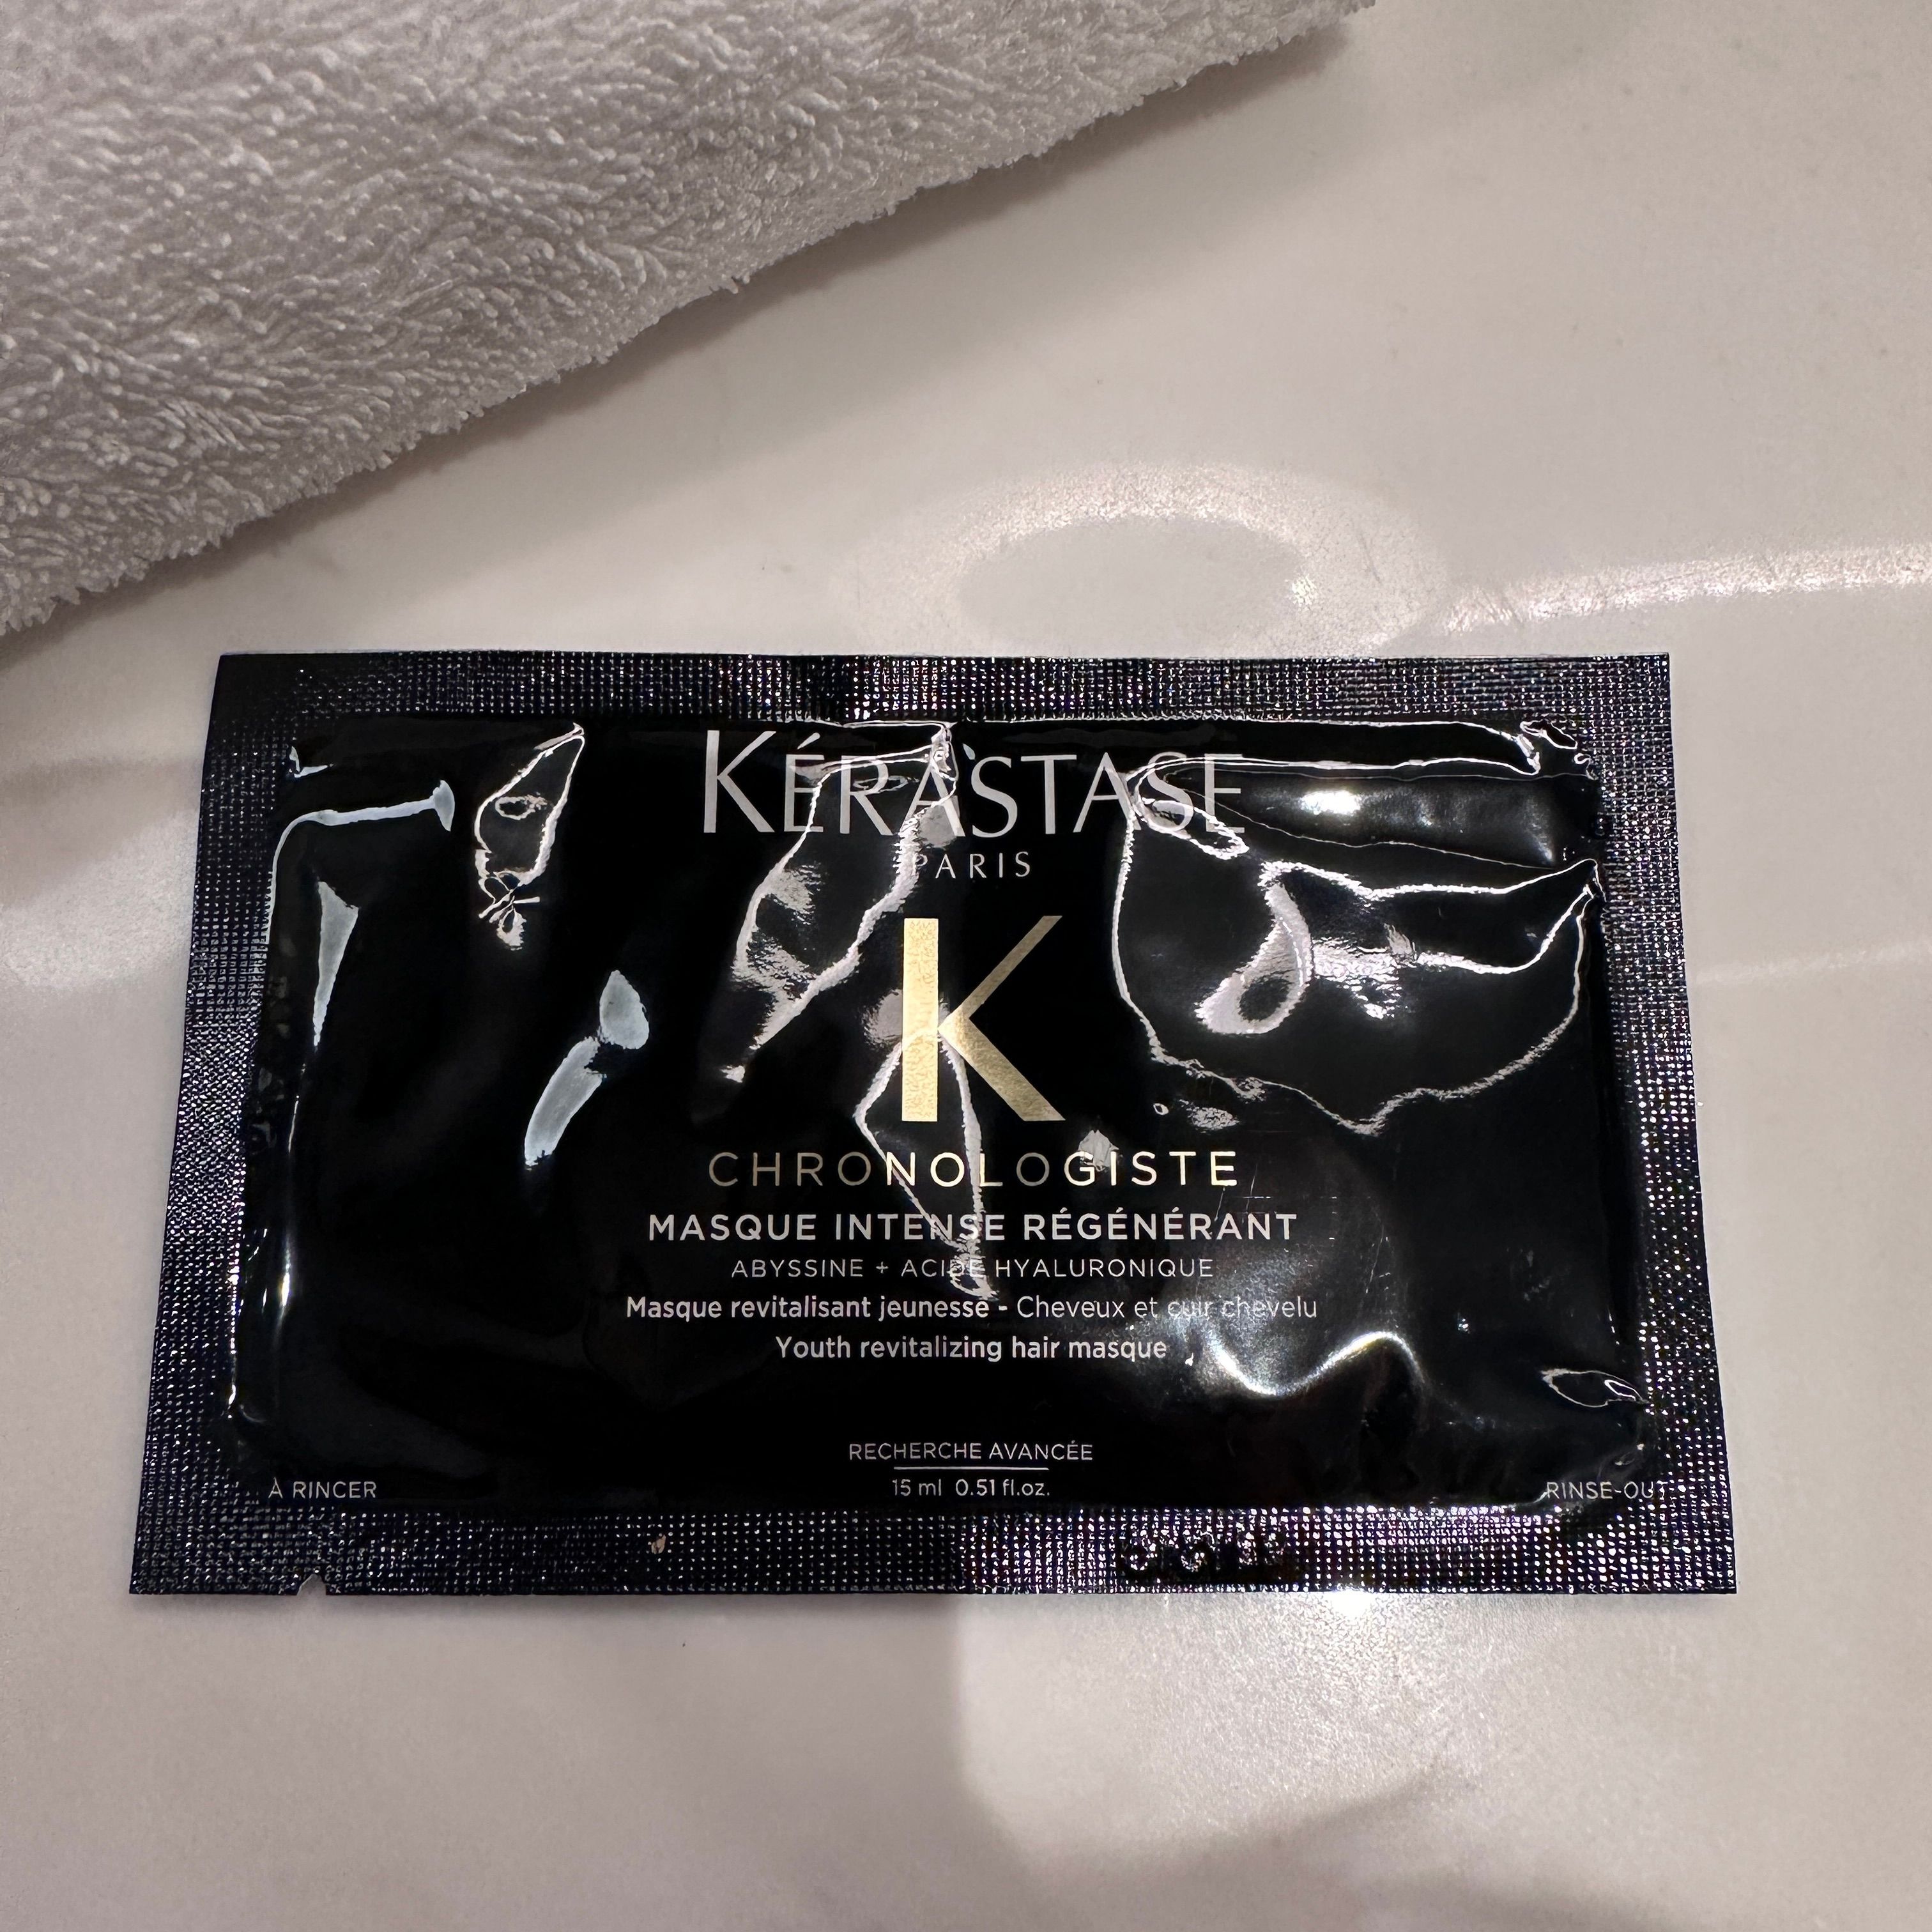 KÉRASTASE
PARIS
K
CHRONOLOGISTE
MASQUE INTENSE RÉGÉNÉRANT
ABYSSINE + ACIDE HYALURONIQUE
Masque revitalisant jeunesse - Cheveux et cuir chevelu
Youth revitalizing hair masque
RECHERCHE AVANCÉE
À RINCER
15 ml 0.51 fl.oz.
RINSE-OUT